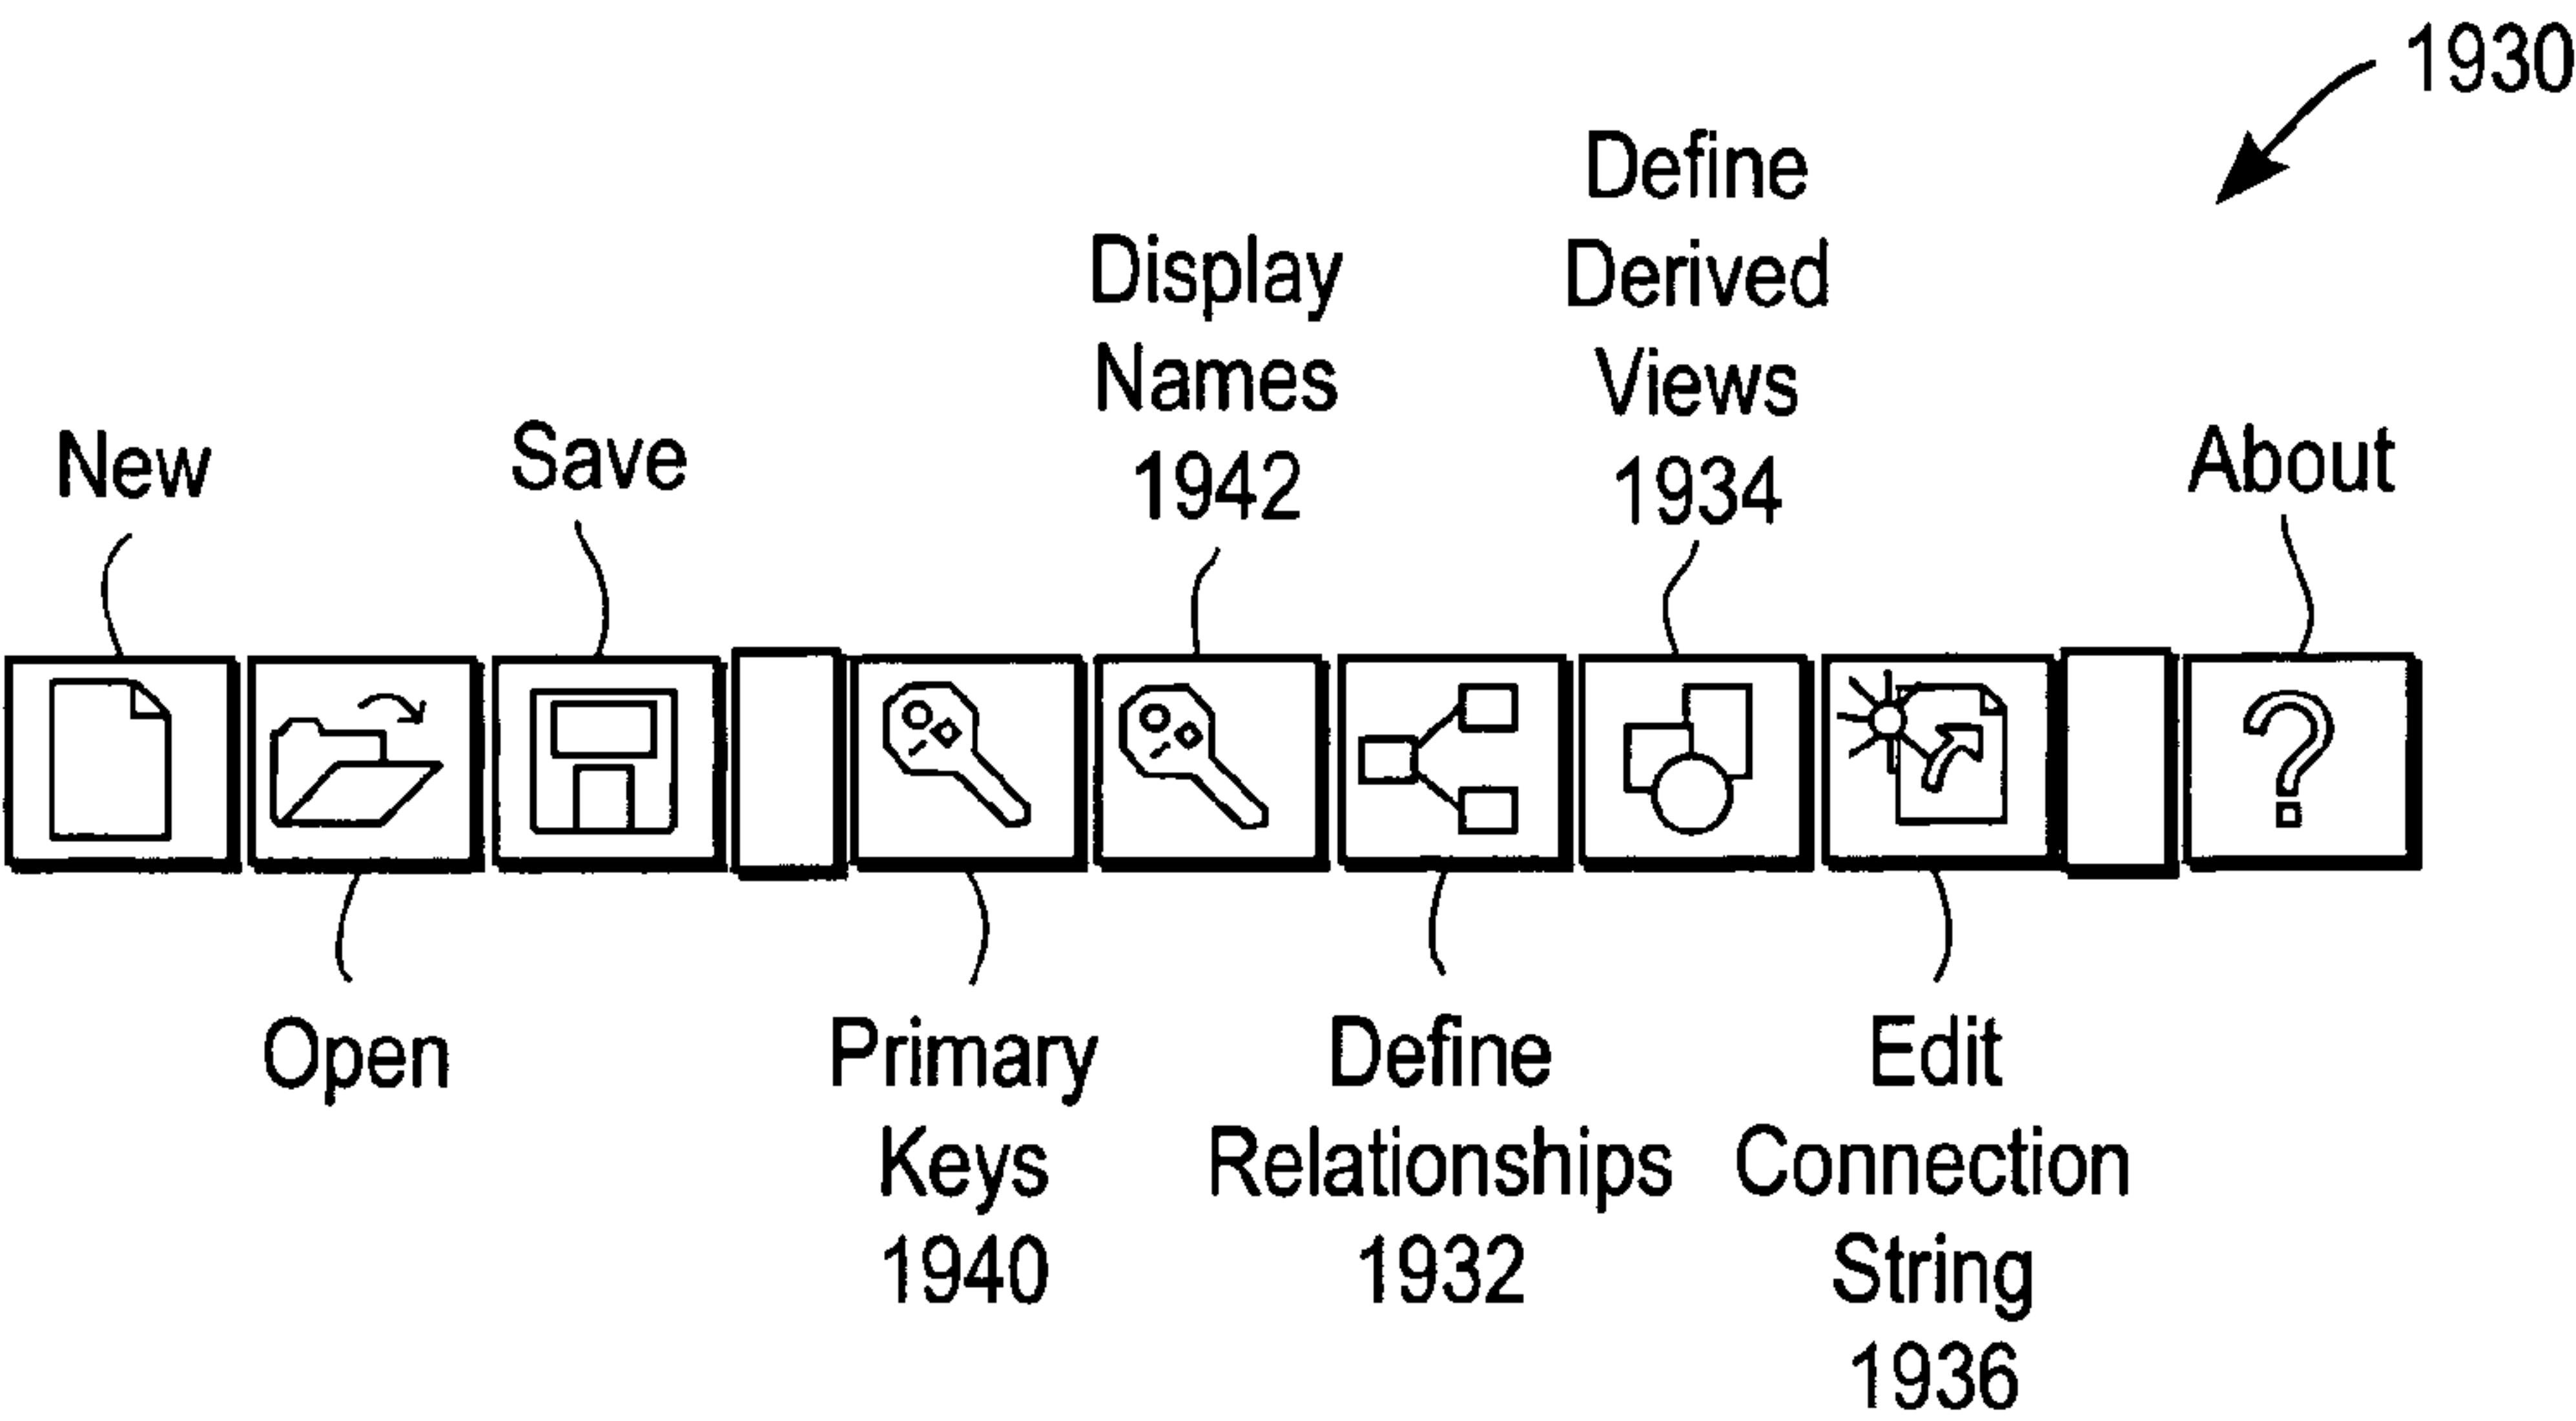 1930
Define
Derived
Views
1934
Display
Names
1942
New
Save
About
Open
Primary
Keys
1940
Define
Relationships
1932
Edit
Connection
String
1936